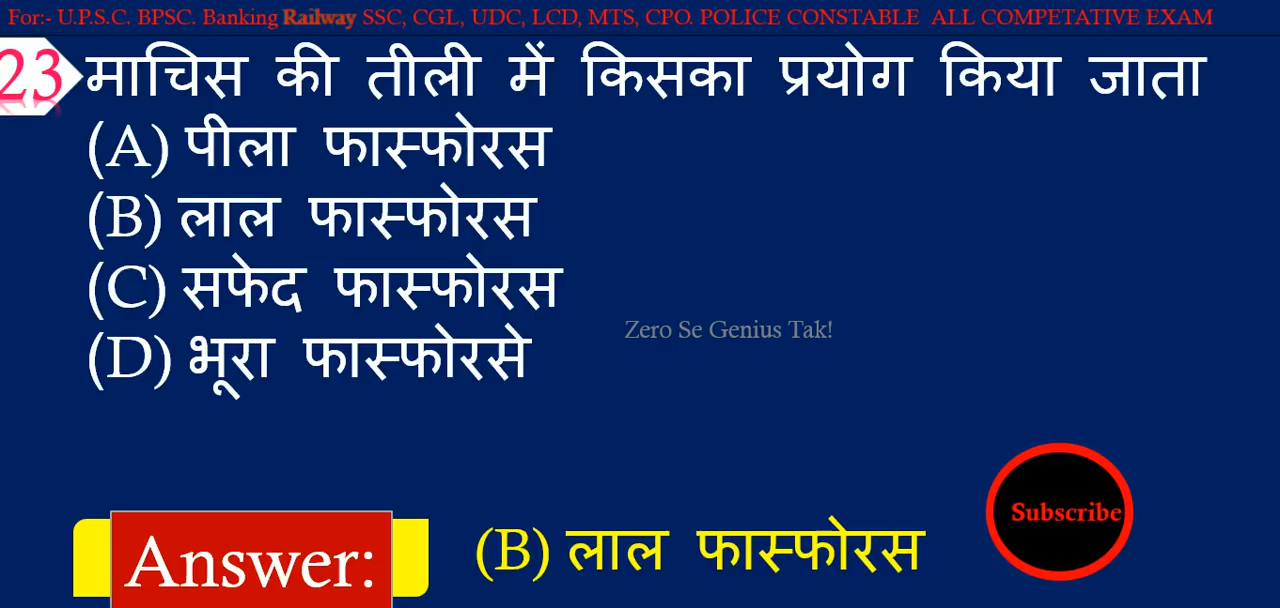 For:- U.P.S.C. BPSC. Banking Railway SSC, CGL, UDC, LCD, MTS, CPO. POLICE CONSTABLE ALL COMPETATIVE EXAM
23 माचिस की तीली में किसका प्रयोग किया जाता
(A) पीला फास्फोरस
(B) लाल फास्फोरस
(C) सफेद फास्फोरस
Zero Se Genius Tak!
(D) भूरा फास्फोरसे
Subscribe
Answer: (B) लाल फास्फोरस